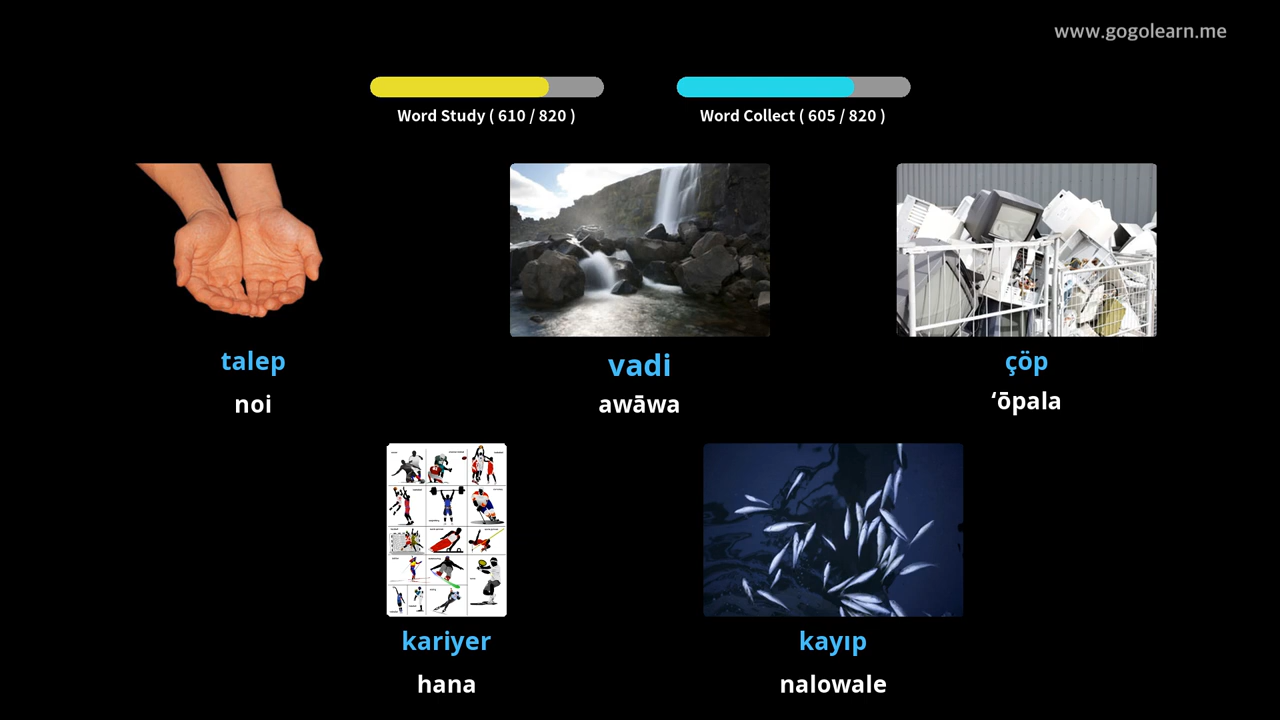 www.gogolearn.me
Word Study ( 610 / 820 )
Word Collect ( 605 / 820 )
talep
noi
vadi
awāwa
çöp
ʻōpala
kariyer
hana
kayıp
nalowale